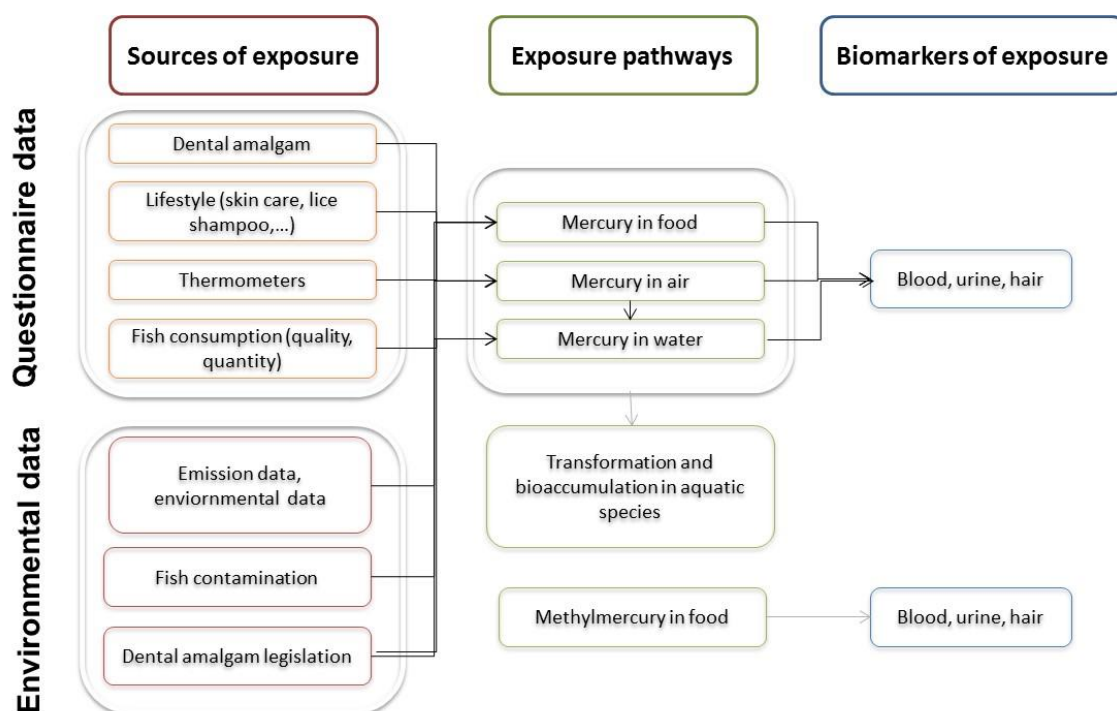 Sources of exposure
Exposure pathways
Biomarkers of exposure
Questionnaire data
Dental amalgam
Lifestyle (skin care, lice
shampoo,...)
Thermometers
Fish consumption (quality,
quantity)
Mercury in food
Mercury in air
Mercury in water
Blood, urine, hair
Environmental data
Emission data,
enviornmental data
Fish contamination
Dental amalgam legislation
Transformation and
bioaccumulation in aquatic
species
Methylmercury in food
Blood, urine, hair